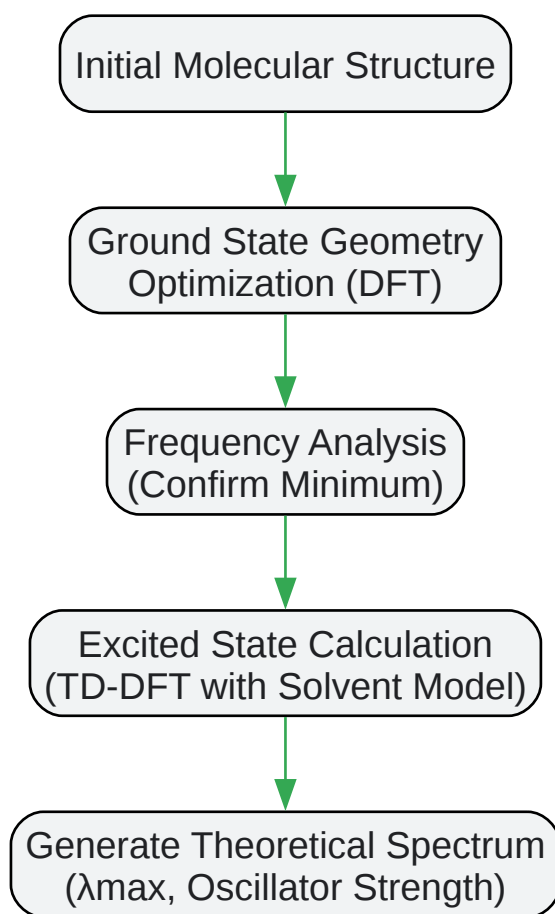 Initial Molecular Structure
Ground State Geometry
Optimization (DFT)
Frequency Analysis
(Confirm Minimum)
Excited State Calculation
(TD-DFT with Solvent Model)
Generate Theoretical Spectrum
(λmax, Oscillator Strength)